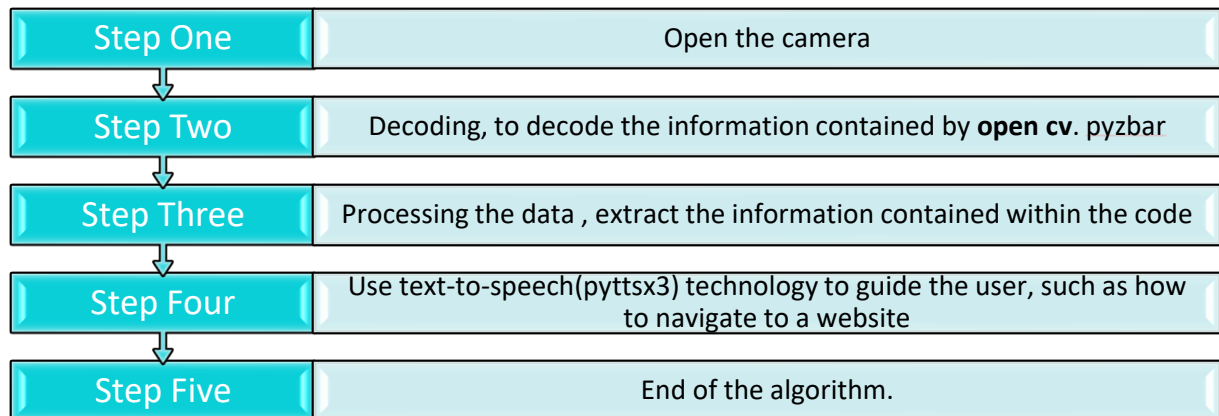 Step One
Open the camera
Step Two
Decoding, to decode the information contained by open cv. pyzbar
Step Three
Processing the data , extract the information contained within the code
Step Four
Use text-to-speech(pyttsx3) technology to guide the user, such as how
to navigate to a website
Step Five
End of the algorithm.